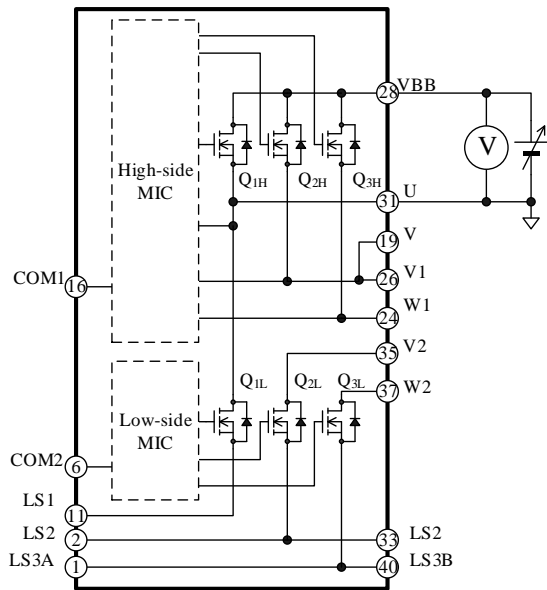 28
VBB
V
High-side
MIC
Q1H
Q2H
Q3H
31
U
19
V
COM1
16
26
V1
24
W1
35
V2
37
W2
Low-side
MIC
Q1L
Q2L
Q3L
COM2
6
LS1
11
LS2
2
33
LS2
LS3A
1
40
LS3B